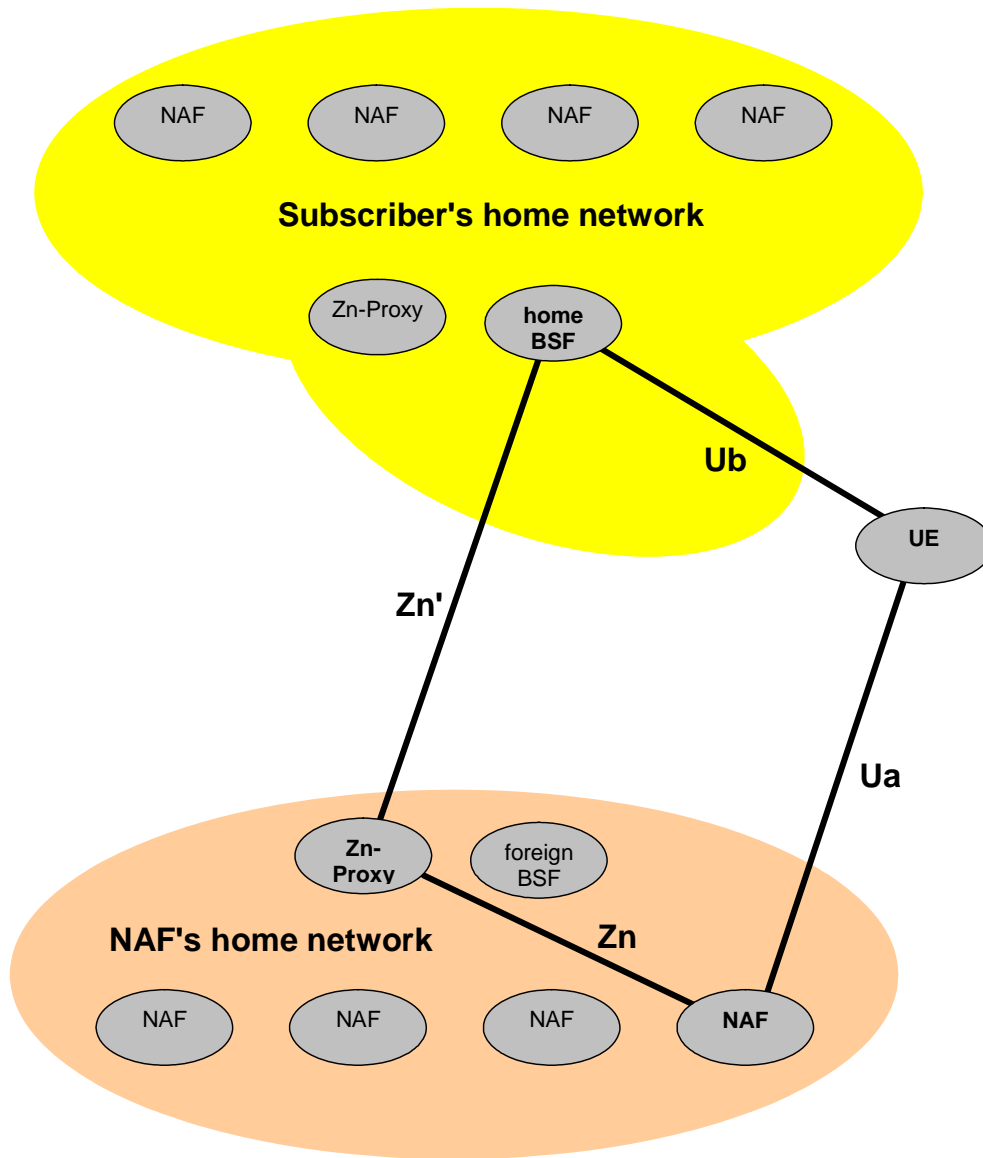 NAF
NAF
NAF
NAF
Subscriber's home network
Zn-Proxy
home
BSF
Ub
UE
Zn'
Ua
Zn-
Proxy
foreign
BSF
Zn
NAF's home network
NAF
NAF
NAF
NAF